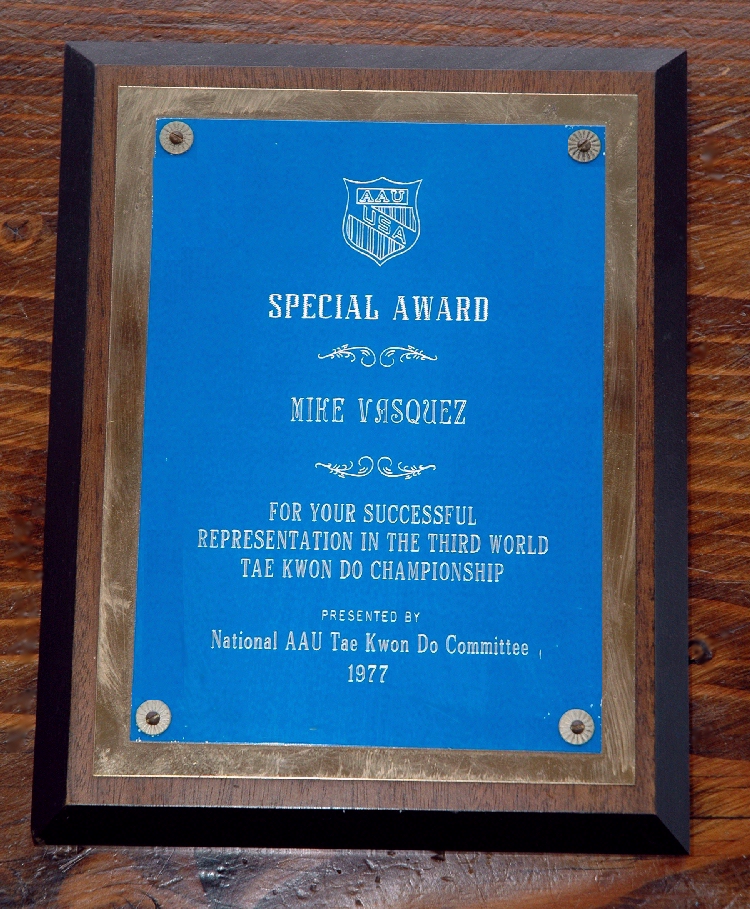 AAU
USA
SPECIAL AWARD
MIKE VASQUEZ
FOR YOUR SUCCESSFUL
REPRESENTATION IN THE THIRD WORLD
TAE KWON DO CHAMPIONSHIP
PRESENTED BY
National AAU Tae Kwon Do Committee
1977